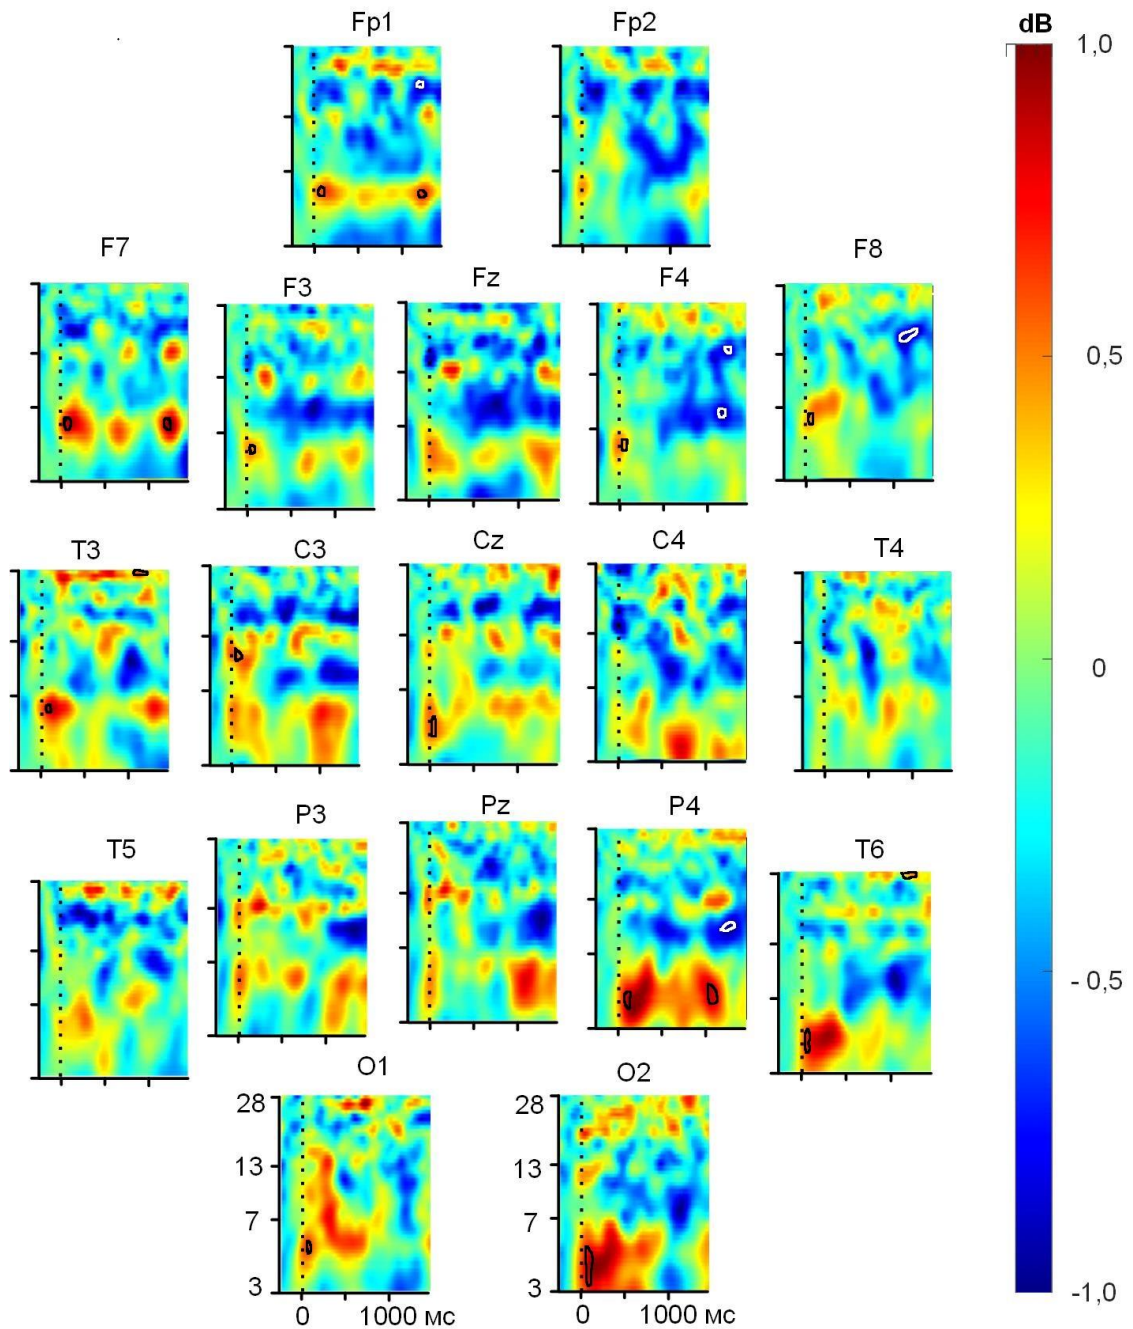 Fp1 Fp2 dB
1,0
F7 F3 Fz F4 F8
0,5
T3 C3 Cz C4 T4
0
T5 P3 Pz P4 T6
- 0,5
O1 O2
28 28
13 13
7 7
3 3
0 1000 мс 0 1000 мс
-1,0